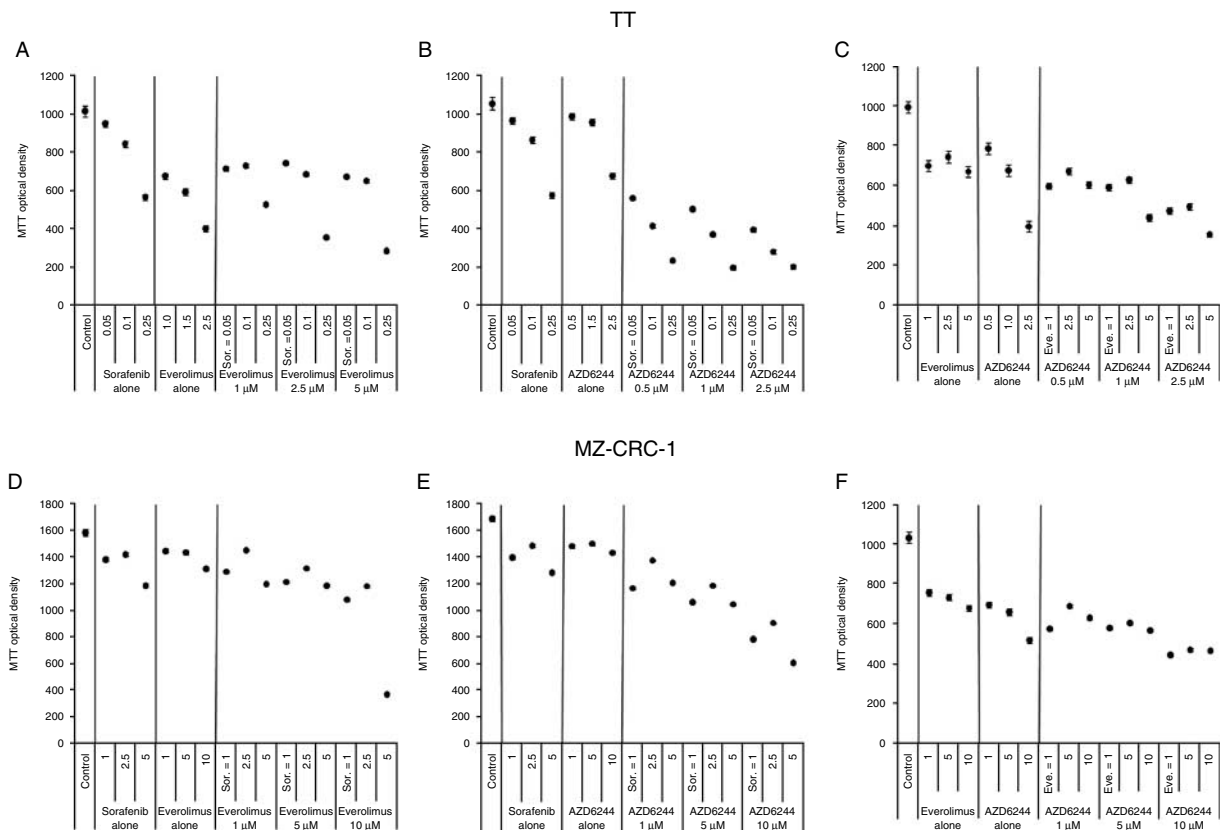 TT
A
MTT optical density
1200
1000
800
600
400
200
0
Control
0.05
0.1
0.25
1.0
1.5
2.5
Sor. =0.05
0.1
0.25
Sor. =0.05
0.1
0.25
Sor. =0.05
0.1
0.25
Sorafenib
alone
Everolimus
alone
Everolimus
1 µM
Everolimus
2.5 µM
Everolimus
5 µM
B
MTT optical density
1200
1000
800
600
400
200
0
Control
0.05
0.1
0.25
0.5
1.5
2.5
Sor. = 0.05
0.1
0.25
Sor. = 0.05
0.1
0.25
Sor. = 0.05
0.1
0.25
Sorafenib
alone
AZD6244
alone
AZD6244
0.5 µM
AZD6244
1 µM
AZD6244
2.5 µM
C
MTT optical density
1200
1000
800
600
400
200
0
Control
1
2.5
5
0.5
1.0
2.5
Eve. = 1
2.5
5
Eve. = 1
2.5
5
Eve. = 1
2.5
5
Everolimus
alone
AZD6244
alone
AZD6244
0.5 µM
AZD6244
1 µM
AZD6244
2.5 µM
MZ-CRC-1
D
MTT optical density
1800
1600
1400
1200
1000
800
600
400
200
0
Control
1
2.5
5
1
5
10
Sor. = 1
2.5
5
Sor. = 1
2.5
5
Sor. = 1
2.5
5
Sorafenib
alone
Everolimus
alone
Everolimus
1 µM
Everolimus
5 µM
Everolimus
10 µM
E
MTT optical density
1800
1600
1400
1200
1000
800
600
400
200
0
Control
1
2.5
5
1
5
10
Sor. = 1
2.5
5
Sor. = 1
2.5
5
Sor. = 1
2.5
5
Sorafenib
alone
AZD6244
alone
AZD6244
1 µM
AZD6244
5 µM
AZD6244
10 µM
F
MTT optical density
1200
1000
800
600
400
200
0
Control
1
5
10
1
5
10
Eve. = 1
5
10
Eve. = 1
5
10
Eve. = 1
5
10
Everolimus
alone
AZD6244
alone
AZD6244
1 µM
AZD6244
5 µM
AZD6244
10 µM